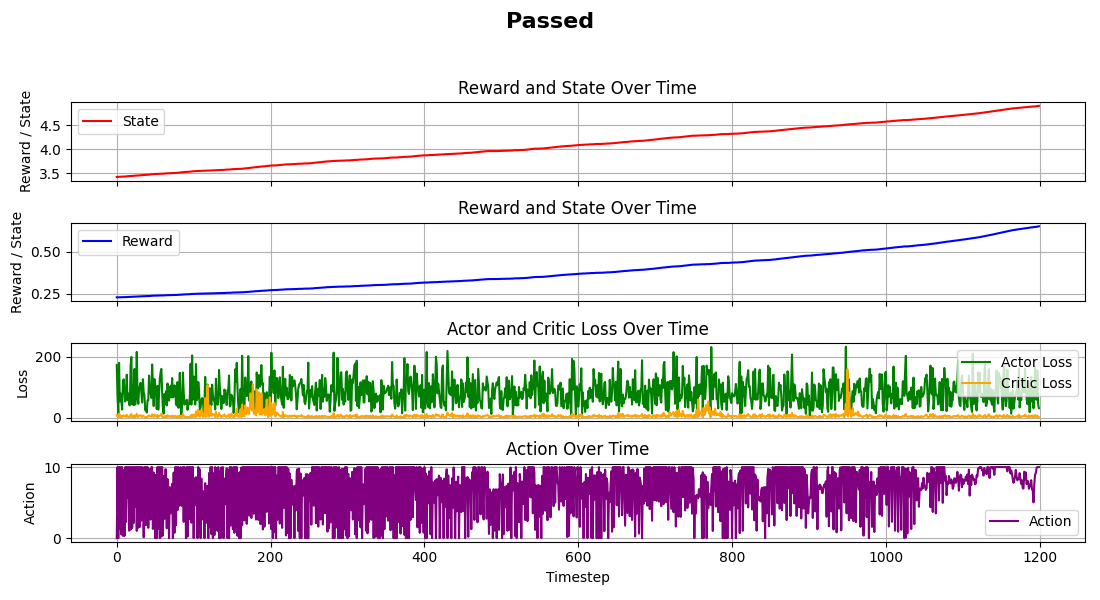 Passed
Reward and State Over Time
Reward / State
4.5
4.0
3.5
State
Reward and State Over Time
Reward / State
0.50
0.25
Reward
Actor and Critic Loss Over Time
Loss
200
0
Actor Loss
Critic Loss
Action Over Time
Action
10
0
Action
0 200 400 600 800 1000 1200
Timestep